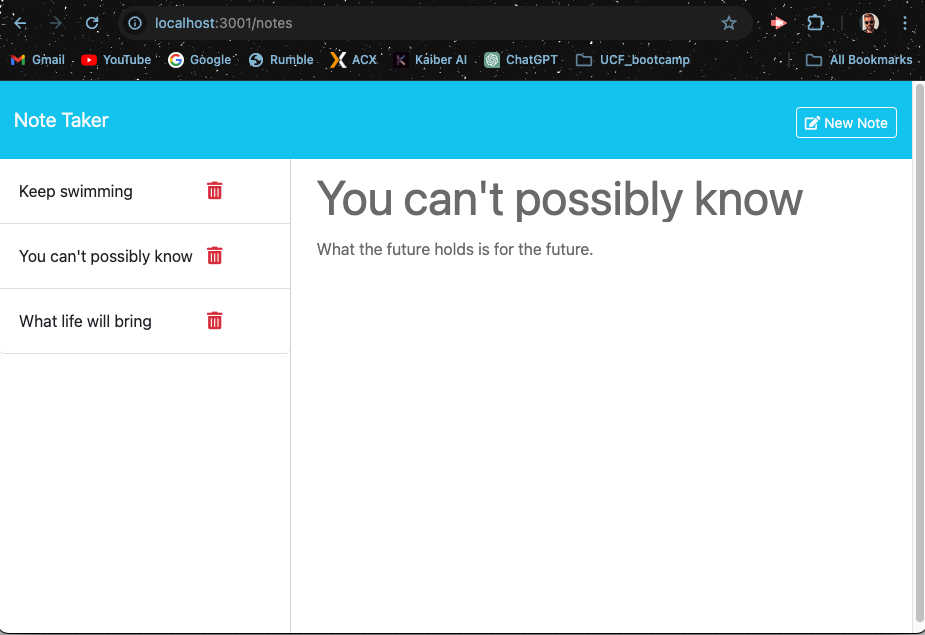 localhost:3001/notes
Gmail YouTube Google Rumble ACX Kaiber AI ChatGPT UCF_bootcamp All Bookmarks
Note Taker
New Note
Keep swimming
You can't possibly know
What life will bring
You can't possibly know
What the future holds is for the future.